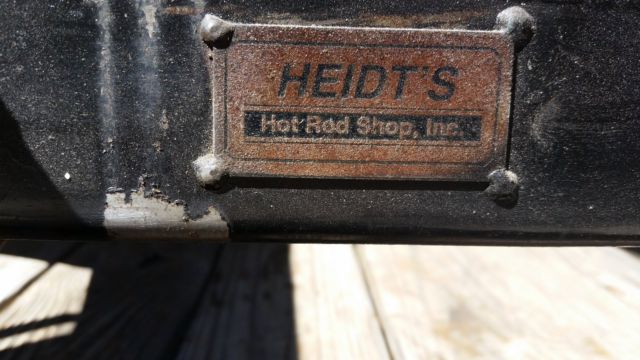 HEIDT'S
Hot Rod Shop, Inc.